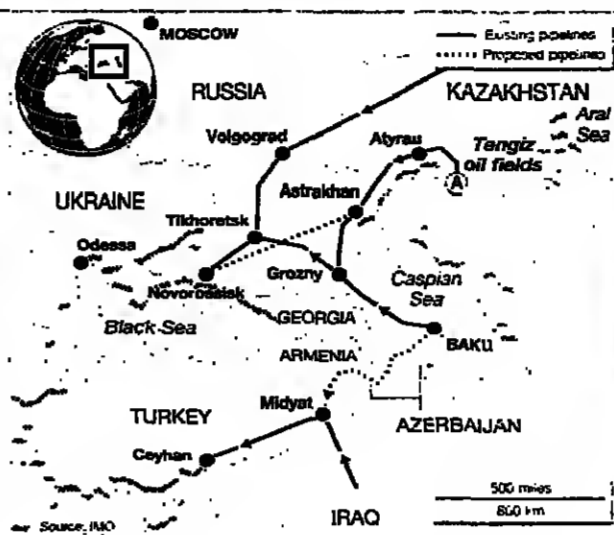 MOSCOW
Existing pipelines
Proposed pipelines
RUSSIA
KAZAKHSTAN
Aral
Sea
Volgograd
Atyrau
Tengiz
oil fields
A
Astrakhan
UKRAINE
Tikhoretsk
Odessa
Grozny
Caspian
Sea
Novorossisk
Black Sea
GEORGIA
BAKU
ARMENIA
Midyat
AZERBAIJAN
TURKEY
Ceyhan
500 miles
800 km
IRAQ
Source: IMO